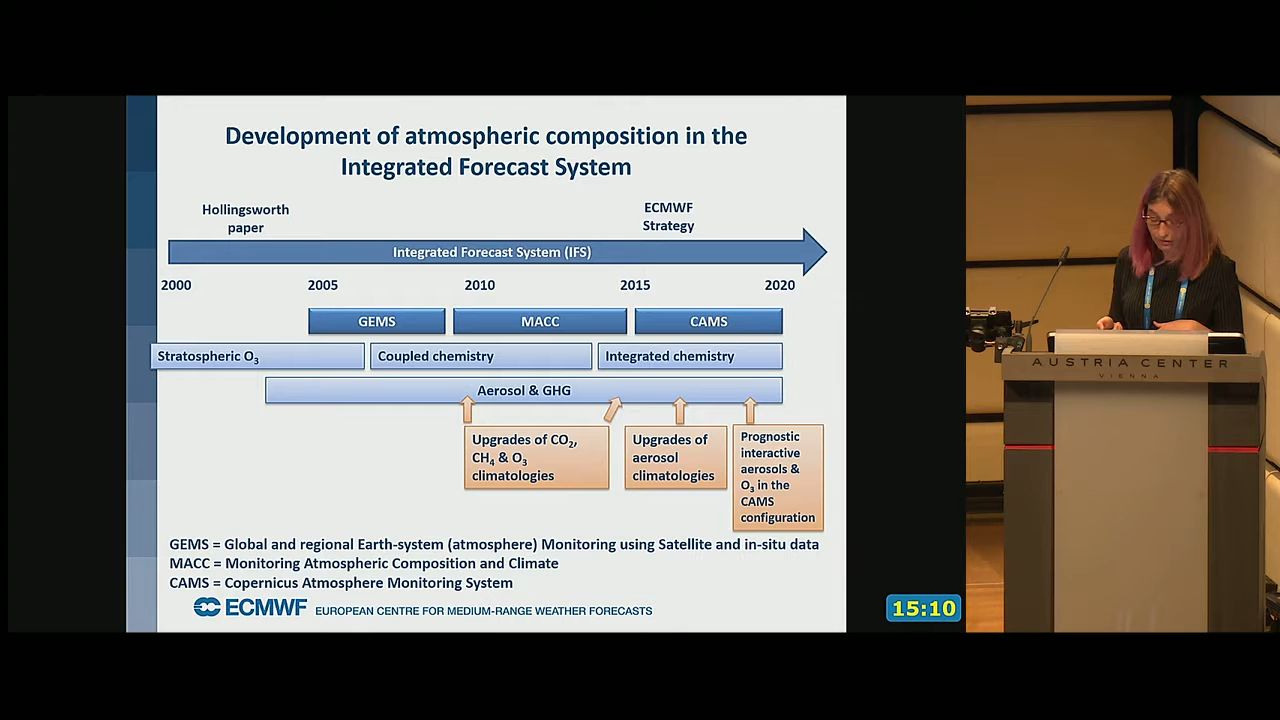 Development of atmospheric composition in the
Integrated Forecast System
Hollingsworth
paper
ECMWF
Strategy
Integrated Forecast System (IFS)
2000 2005 2010 2015 2020
GEMS MACC CAMS
Stratospheric O3 Coupled chemistry Integrated chemistry
Aerosol & GHG
Upgrades of CO2,
CH4 & O3
climatologies
Upgrades of
aerosol
climatologies
Prognostic
interactive
aerosols &
O3 in the
CAMS
configuration
GEMS = Global and regional Earth-system (atmosphere) Monitoring using Satellite and in-situ data
MACC = Monitoring Atmospheric Composition and Climate
CAMS = Copernicus Atmosphere Monitoring System
ECMWF EUROPEAN CENTRE FOR MEDIUM-RANGE WEATHER FORECASTS
15:10
AUSTRIA CENTER
VIENNA